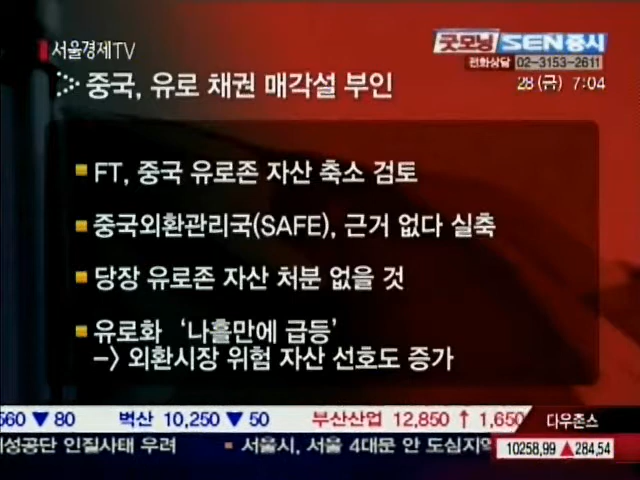 서울경제TV
굿모닝 SEN증시
전화상담 02-3153-2611
중국, 유로 채권 매각설 부인
28(금) 7:04
FT, 중국 유로존 자산 축소 검토
중국외환관리국(SAFE), 근거 없다 일축
당장 유로존 자산 처분 없을 것
유로화 ‘나흘만에 급등’
-> 외환시장 위험 자산 선호도 증가
560 ▼ 80 벽산 10,250 ▼ 50 부산산업 12,850 ↑ 1,650
다우존스
개성공단 인질사태 우려 서울시, 서울 4대문 안 도심지역
10258,99 ▲284,54